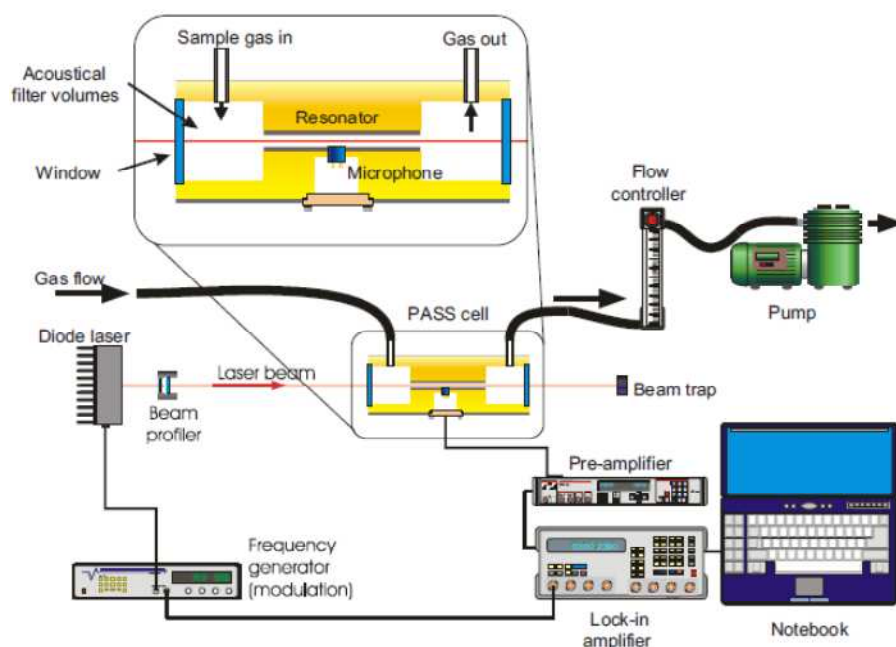 Sample gas in
Gas out
Acoustical
filter volumes
Resonator
Window
Microphone
Flow
controller
Gas flow
PASS cell
Pump
Diode laser
Laser beam
Beam trap
Beam
profiler
Pre-amplifier
Frequency
generator
(modulation)
Lock-in
amplifier
Notebook